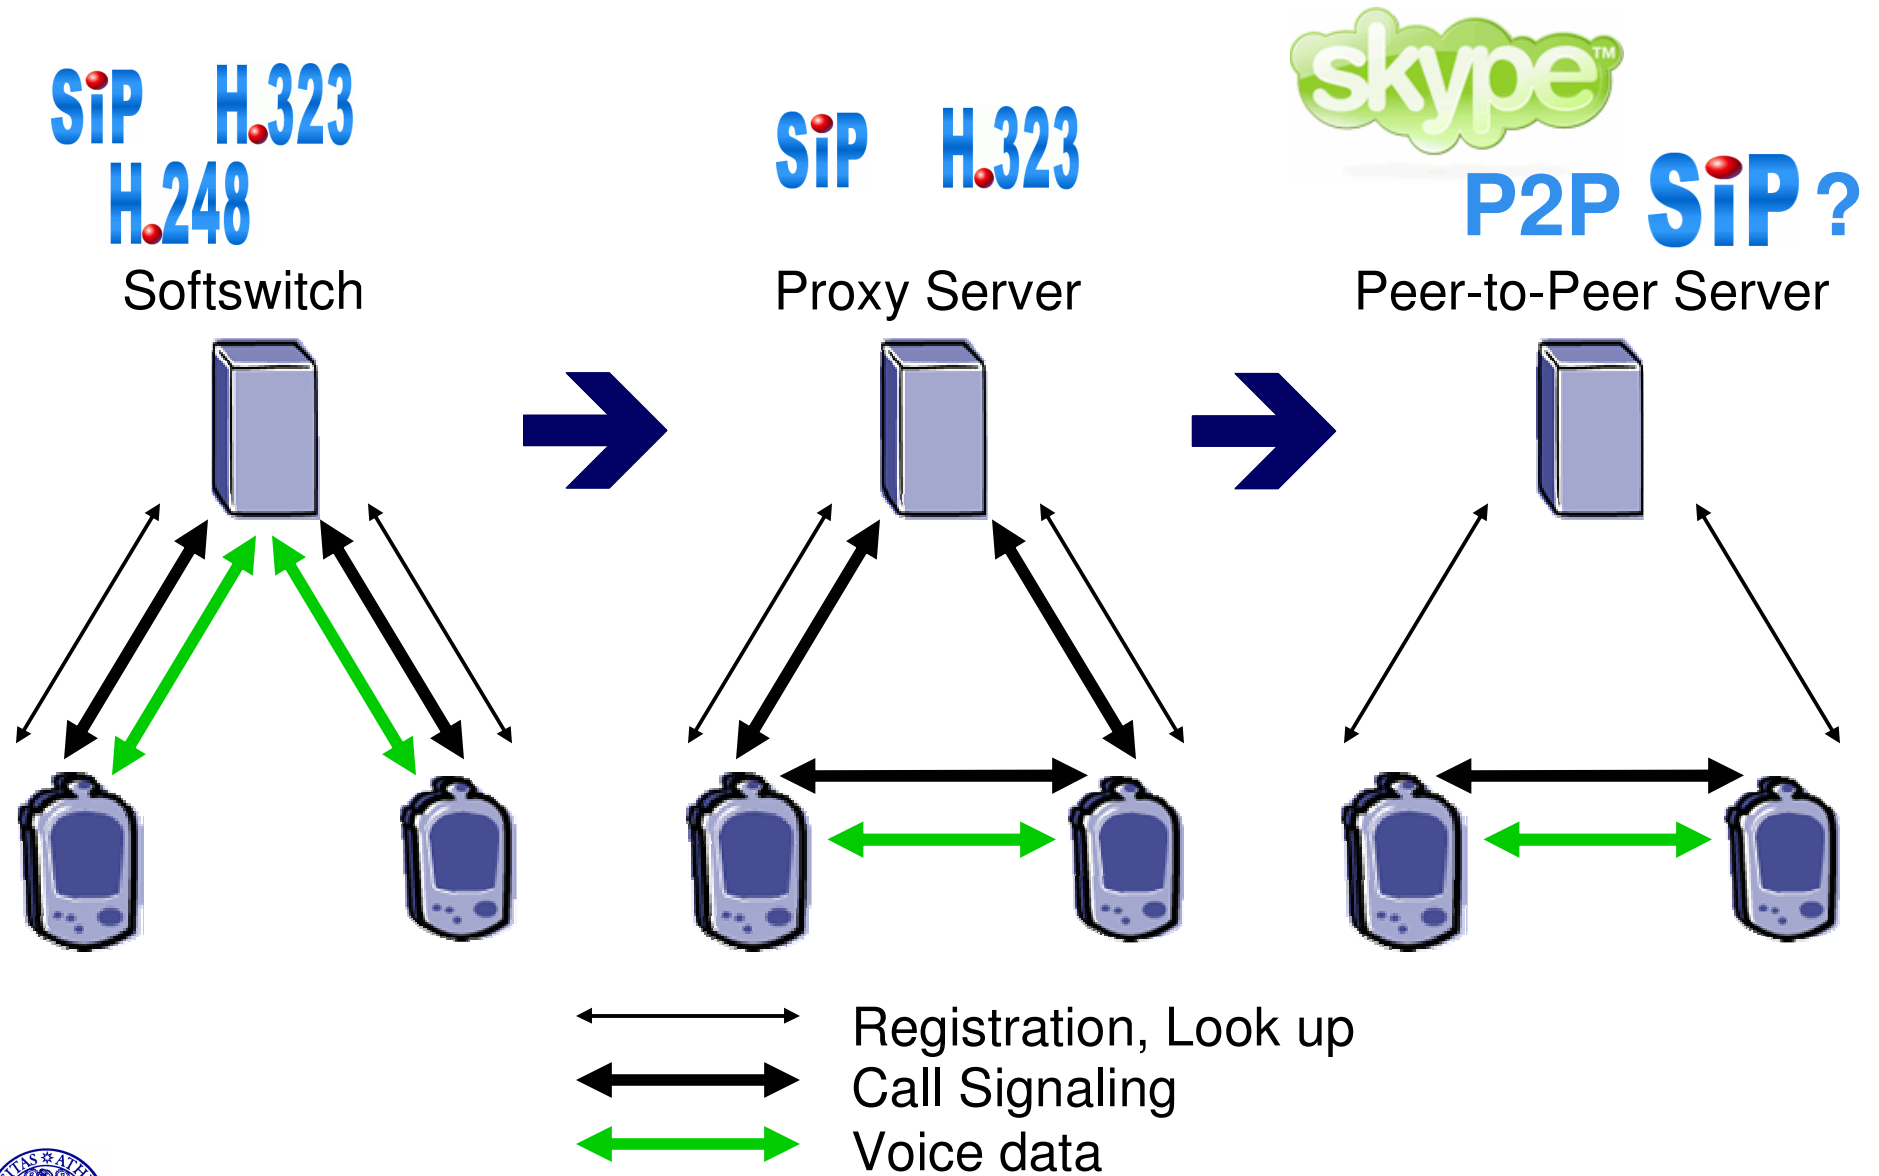 SiP H.323
H.248
Softswitch
SiP H.323
Proxy Server
skype™
P2P SiP ?
Peer-to-Peer Server
Registration, Look up
Call Signaling
Voice data